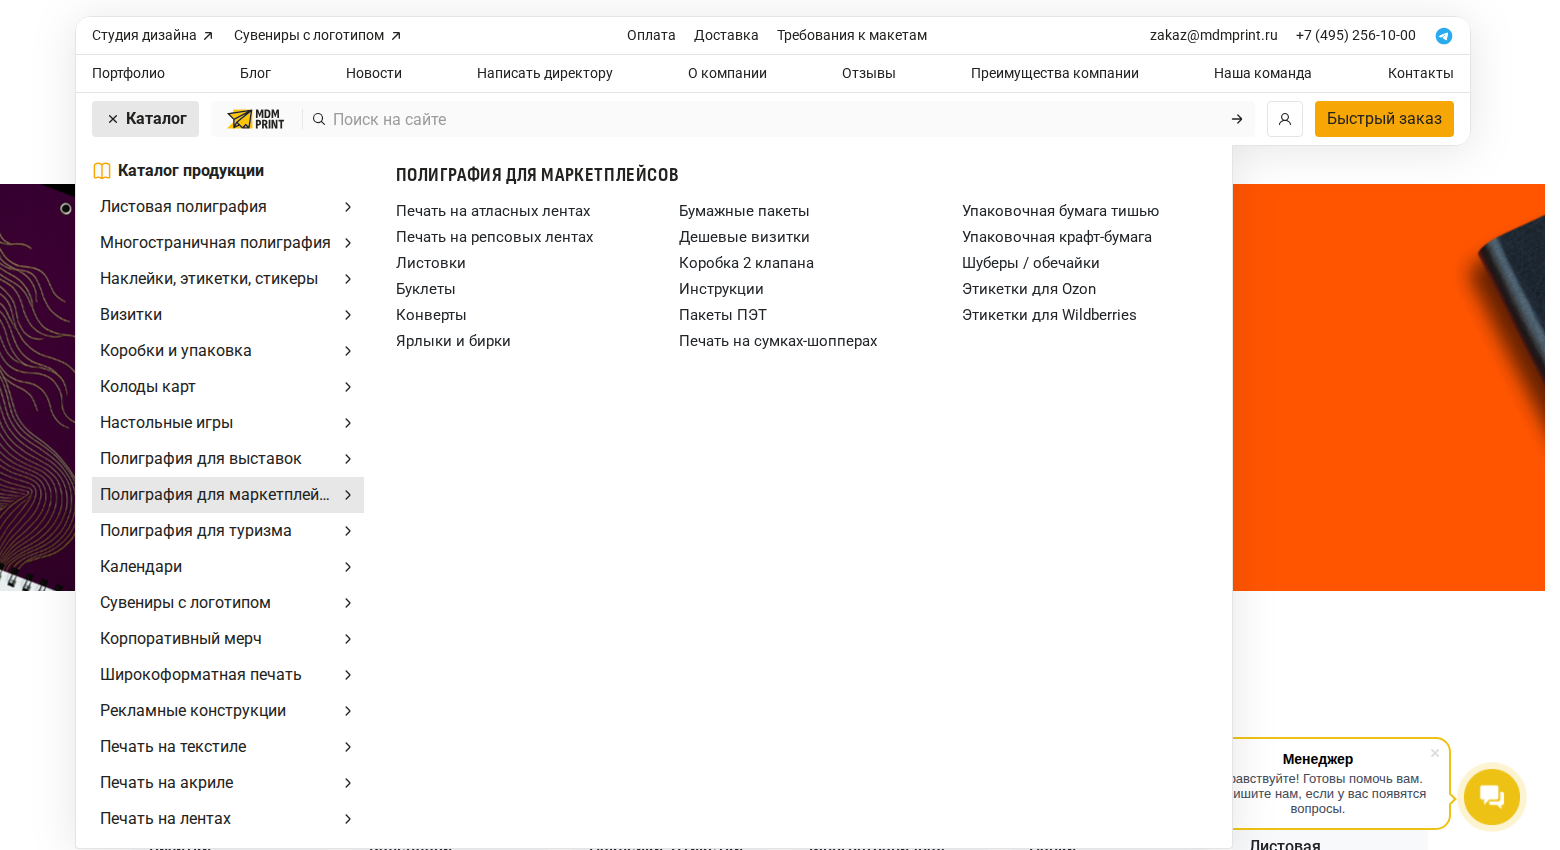 Студия дизайна
Сувениры с логотипом
Оплата
Доставка
Требования к макетам
zakaz@mdmprint.ru
+7 (495) 256-10-00
Портфолио
Блог
Новости
Написать директору
О компании
Отзывы
Преимущества компании
Наша команда
Контакты
Каталог
MDM
PRINT
Поиск на сайте
Быстрый заказ
Каталог продукции
Листовая полиграфия
Многостраничная полиграфия
Наклейки, этикетки, стикеры
Визитки
Коробки и упаковка
Колоды карт
Настольные игры
Полиграфия для выставок
Полиграфия для маркетплей...
Полиграфия для туризма
Календари
Сувениры с логотипом
Корпоративный мерч
Широкоформатная печать
Рекламные конструкции
Печать на текстиле
Печать на акриле
Печать на лентах
ПОЛИГРАФИЯ ДЛЯ МАРКЕТПЛЕЙСОВ
Печать на атласных лентах
Печать на репсовых лентах
Листовки
Буклеты
Конверты
Ярлыки и бирки
Бумажные пакеты
Дешевые визитки
Коробка 2 клапана
Инструкции
Пакеты ПЭТ
Печать на сумках-шопперах
Упаковочная бумага тишью
Упаковочная крафт-бумага
Шуберы / обечайки
Этикетки для Ozon
Этикетки для Wildberries
Менеджер
равствуйте! Готовы помочь вам.
ишите нам, если у вас появятся
вопросы.
Листовая